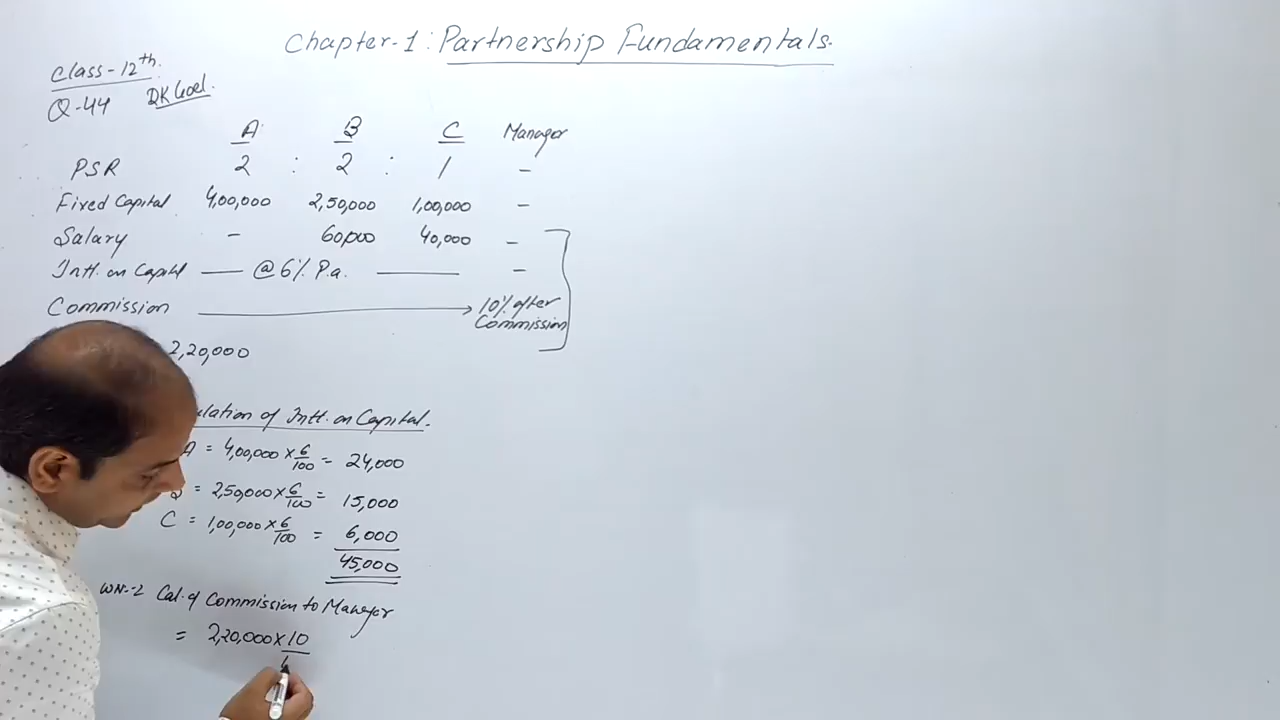 Chapter-1: Partnership Fundamentals.
Class-12th.
Q-44 DK Goel.
A B C Manager
PSR 2 : 2 : 1 -
Fixed Capital 4,00,000 2,50,000 1,00,000 -
Salary - 60,000 40,000 -
Intt. on Capital — @ 6% P.a. — -
Commission → 10% after Commission
2,20,000
lation of Intt. on Capital.
A = 4,00,000 × 6/100 = 24,000
= 2,50,000 × 6/100 = 15,000
C = 1,00,000 × 6/100 = 6,000
45,000
WN-2 Cal. of Commission to Manager
= 2,20,000 × 10